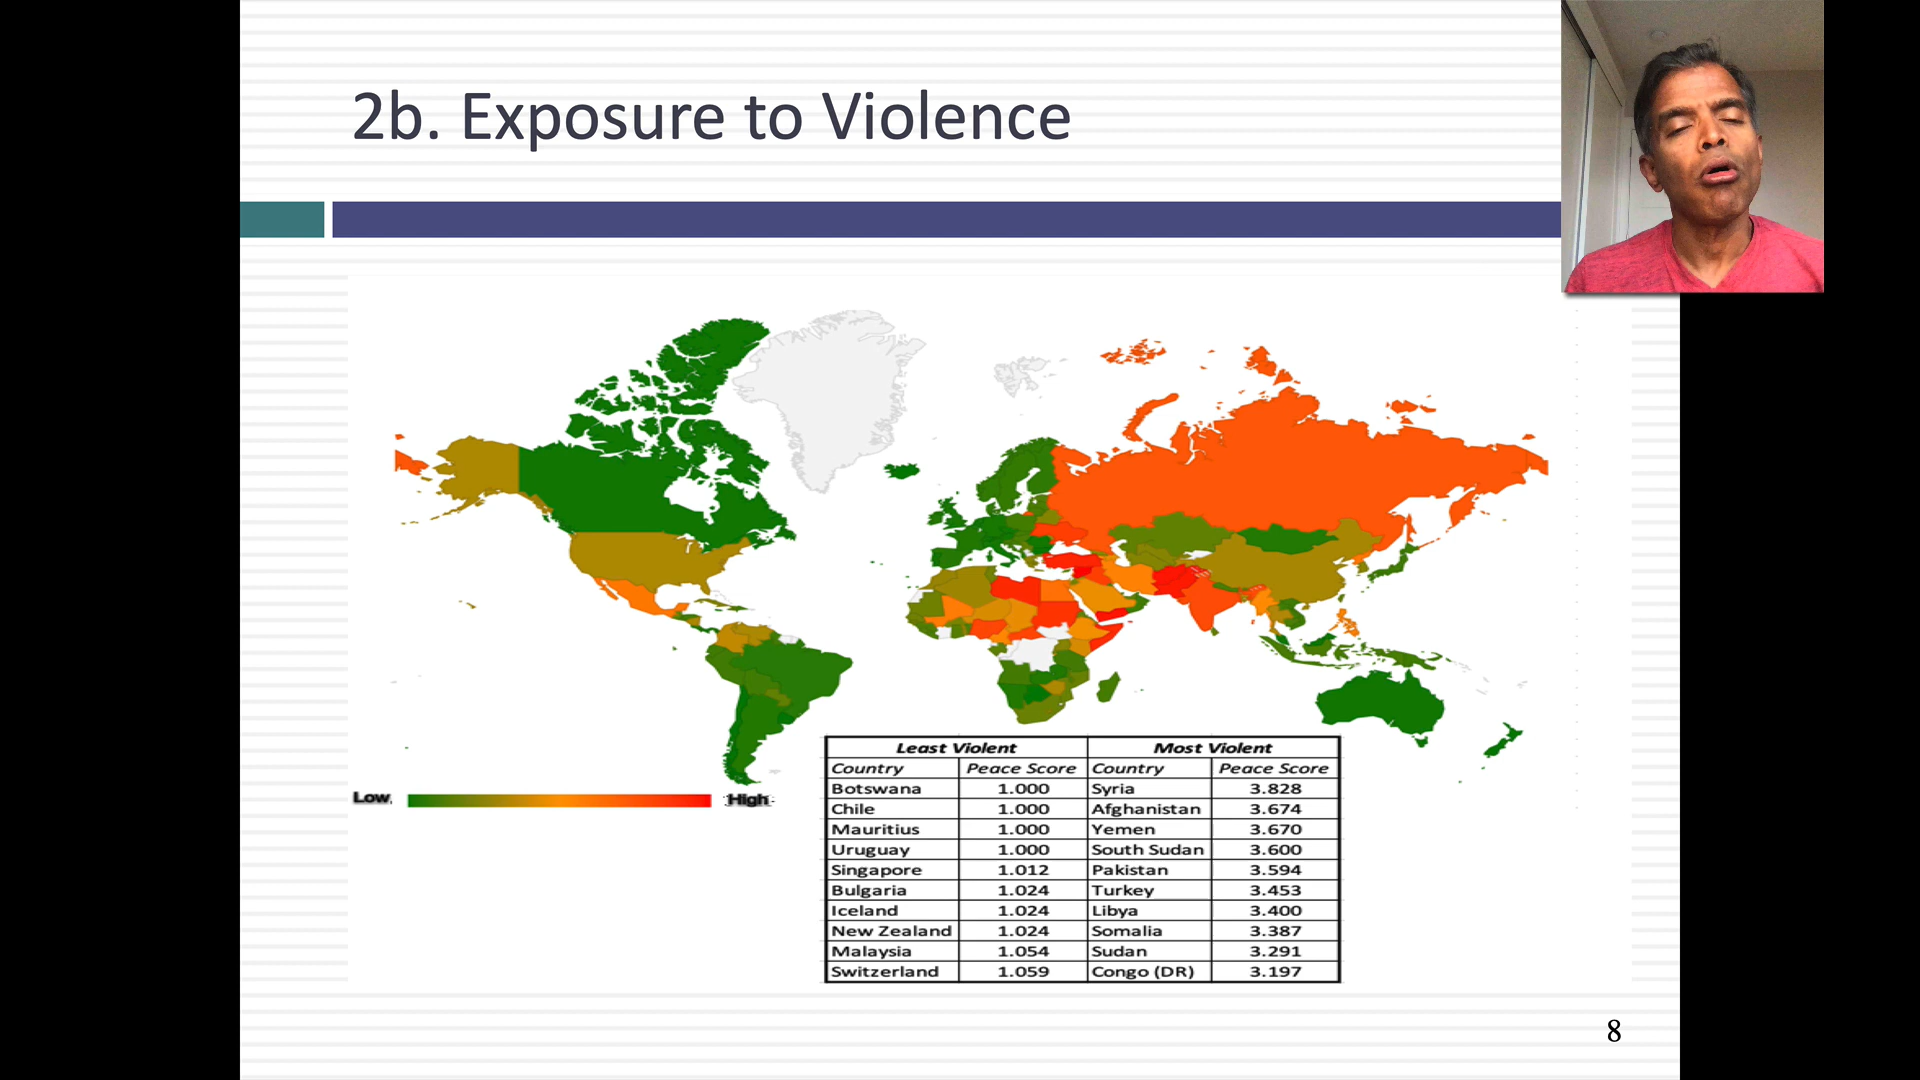 2b. Exposure to Violence
Low.
High
Least Violent Most Violent
Country Peace Score Country Peace Score
Botswana 1.000 Syria 3.828
Chile 1.000 Afghanistan 3.674
Mauritius 1.000 Yemen 3.670
Uruguay 1.000 South Sudan 3.600
Singapore 1.012 Pakistan 3.594
Bulgaria 1.024 Turkey 3.453
Iceland 1.024 Libya 3.400
New Zealand 1.024 Somalia 3.387
Malaysia 1.054 Sudan 3.291
Switzerland 1.059 Congo (DR) 3.197
8